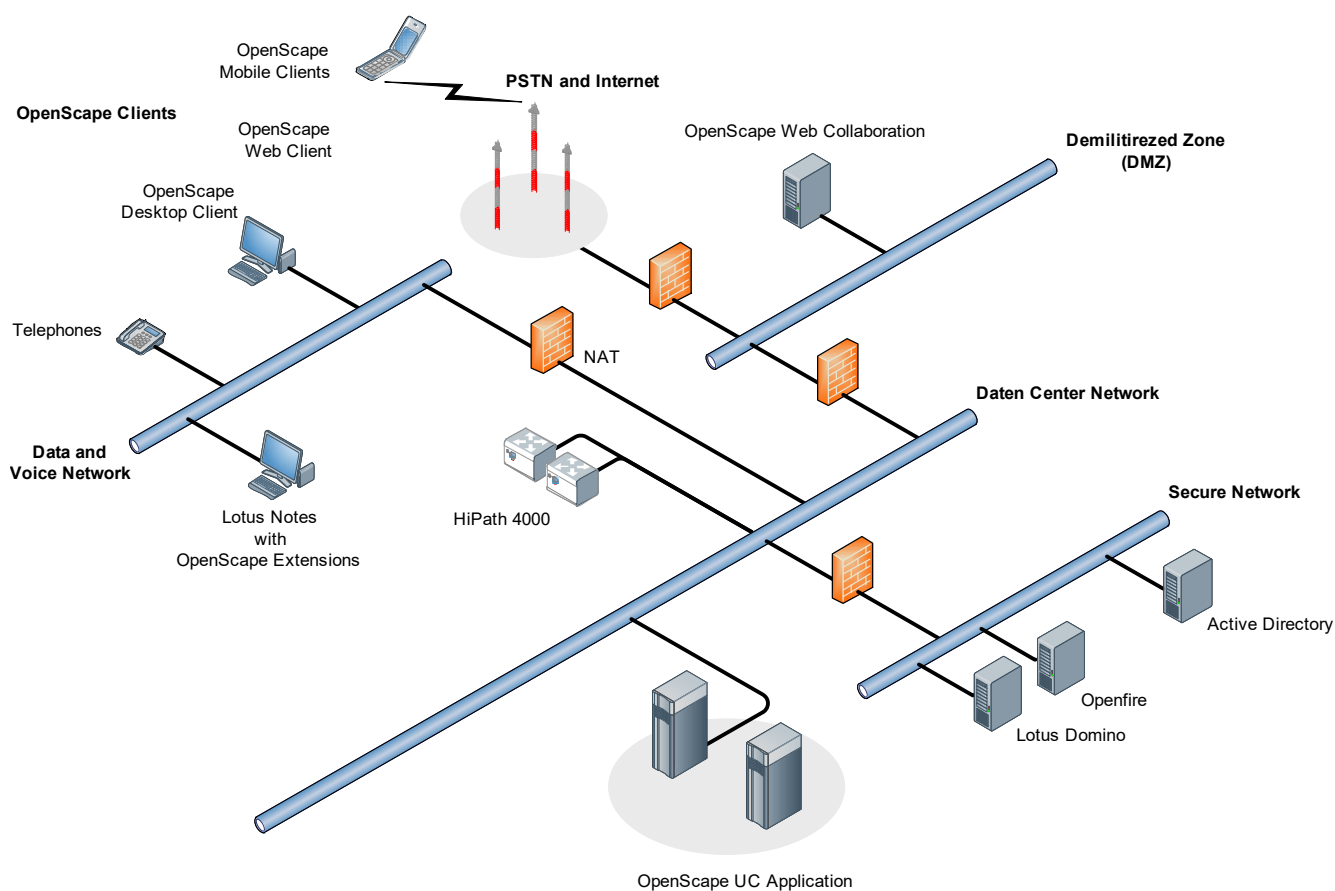 OpenScape
Mobile Clients
PSTN and Internet
OpenScape Clients
OpenScape
Web Client
OpenScape Web Collaboration
Demilitirezed Zone
(DMZ)
OpenScape
Desktop Client
Telephones
NAT
Daten Center Network
Data and
Voice Network
HiPath 4000
Secure Network
Lotus Notes
with
OpenScape Extensions
Active Directory
Openfire
Lotus Domino
OpenScape UC Application